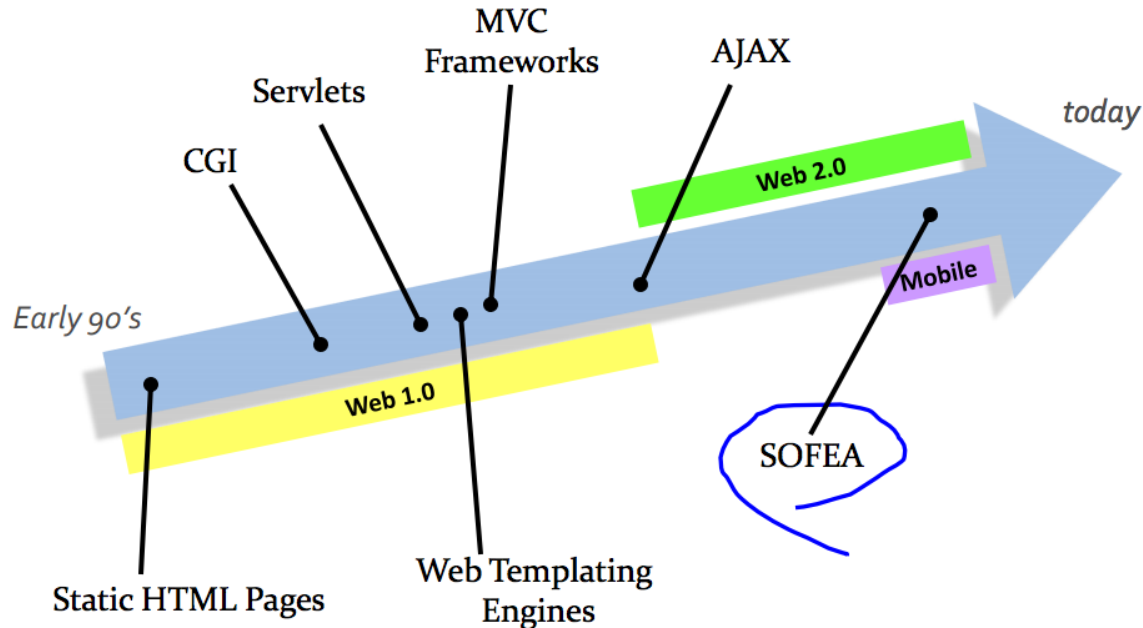 MVC
Frameworks
AJAX
Servlets
CGI
today
Web 2.0
Mobile
Early 90's
Web 1.0
SOFEA
Static HTML Pages
Web Templating
Engines